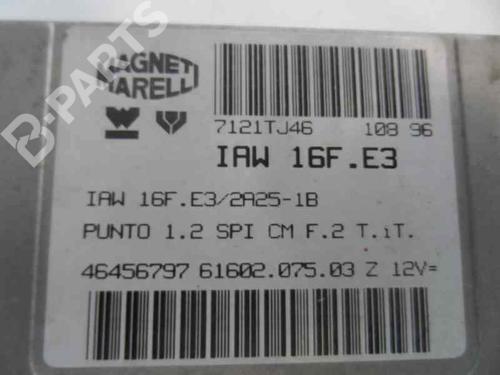 MAGNETI
MARELLI
7121TJ46 108 96
IAW 16F.E3
IAW 16F.E3/2A25-1B
PUNTO 1.2 SPI CM F.2 T.iT.
46456797 61602.075.03 Z 12V=
B-PARTS